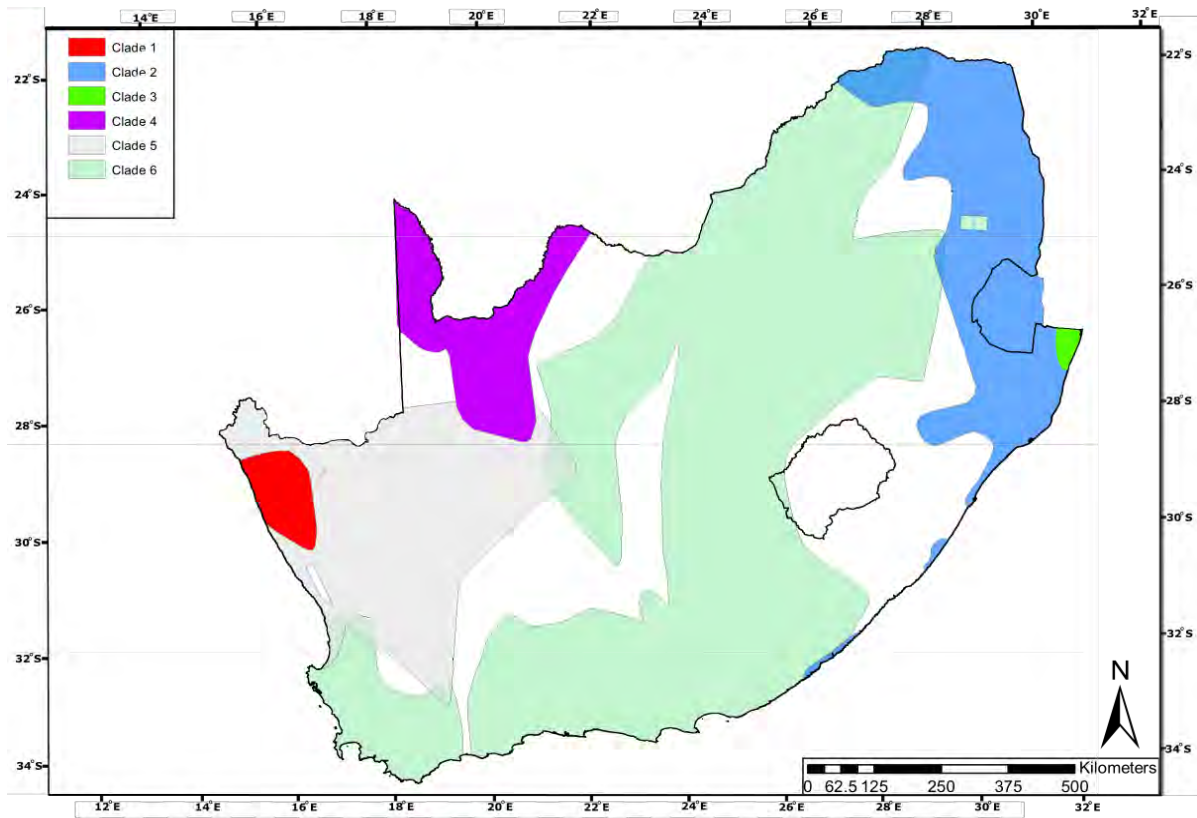 14°E 16°E 18°E 20°E 22°E 24°E 26°E 28°E 30°E 32°E
Clade 1
Clade 2
Clade 3
Clade 4
Clade 5
Clade 6
22°S 22°S
24°S 24°S
26°S 26°S
28°S 28°S
30°S 30°S
32°S 32°S
34°S 34°S
N
Kilometers
0 62.5 125 250 375 500
12°E 14°E 16°E 18°E 20°E 22°E 24°E 26°E 28°E 30°E 32°E